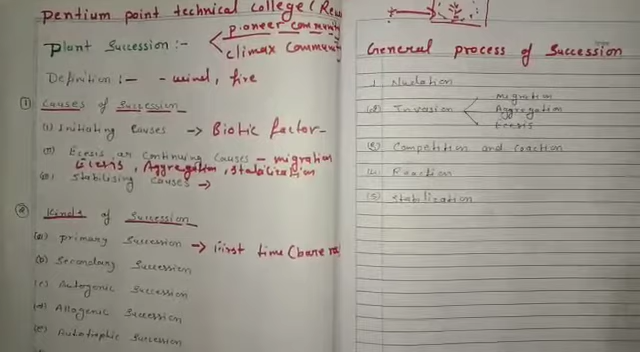 Pentium point technical college (Rewa
Plant Succession :- 
Pioneer Community
climax Community
Definition :- - wind, fire
① Causes of Succession
(i) Initiating Causes → Biotic factor-
(ii) Ecesis or Continuing Causes - migration
Ecesis, Aggregation, Stabilization
(iii) Stabilising Causes →
② Kinds of Succession
(a) Primary Succession → First time (bare
(b) Secondary Succession
(c) Autogenic Succession
(d) Allogenic Succession
(e) Autotrophic Succession
General process of Succession
1 Nudation
(2) Invasion
Migration
Aggregation
Ecesis
(3) Competition and Coaction
(4) Reaction
(5) Stabilization